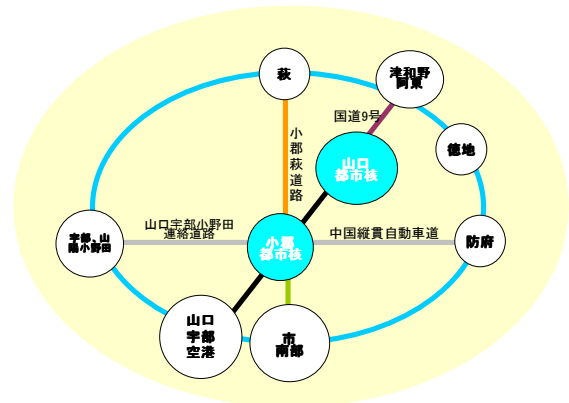 萩
津和野
阿東
国道9号
小郡萩道路
徳地
山口
都市核
山口宇部小野田
連絡道路
宇部、山
陽小野田
小郡
都市核
中国縦貫自動車道
防府
山口
宇部
空港
市
南部